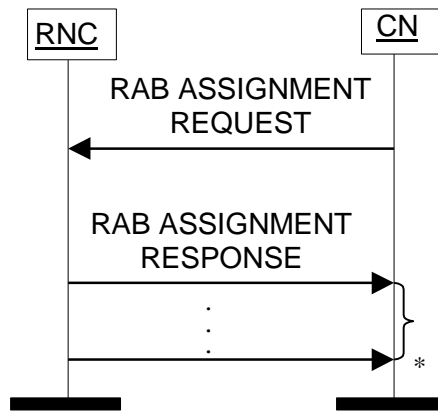 RNC
CN
RAB ASSIGNMENT
REQUEST
RAB ASSIGNMENT
RESPONSE
*